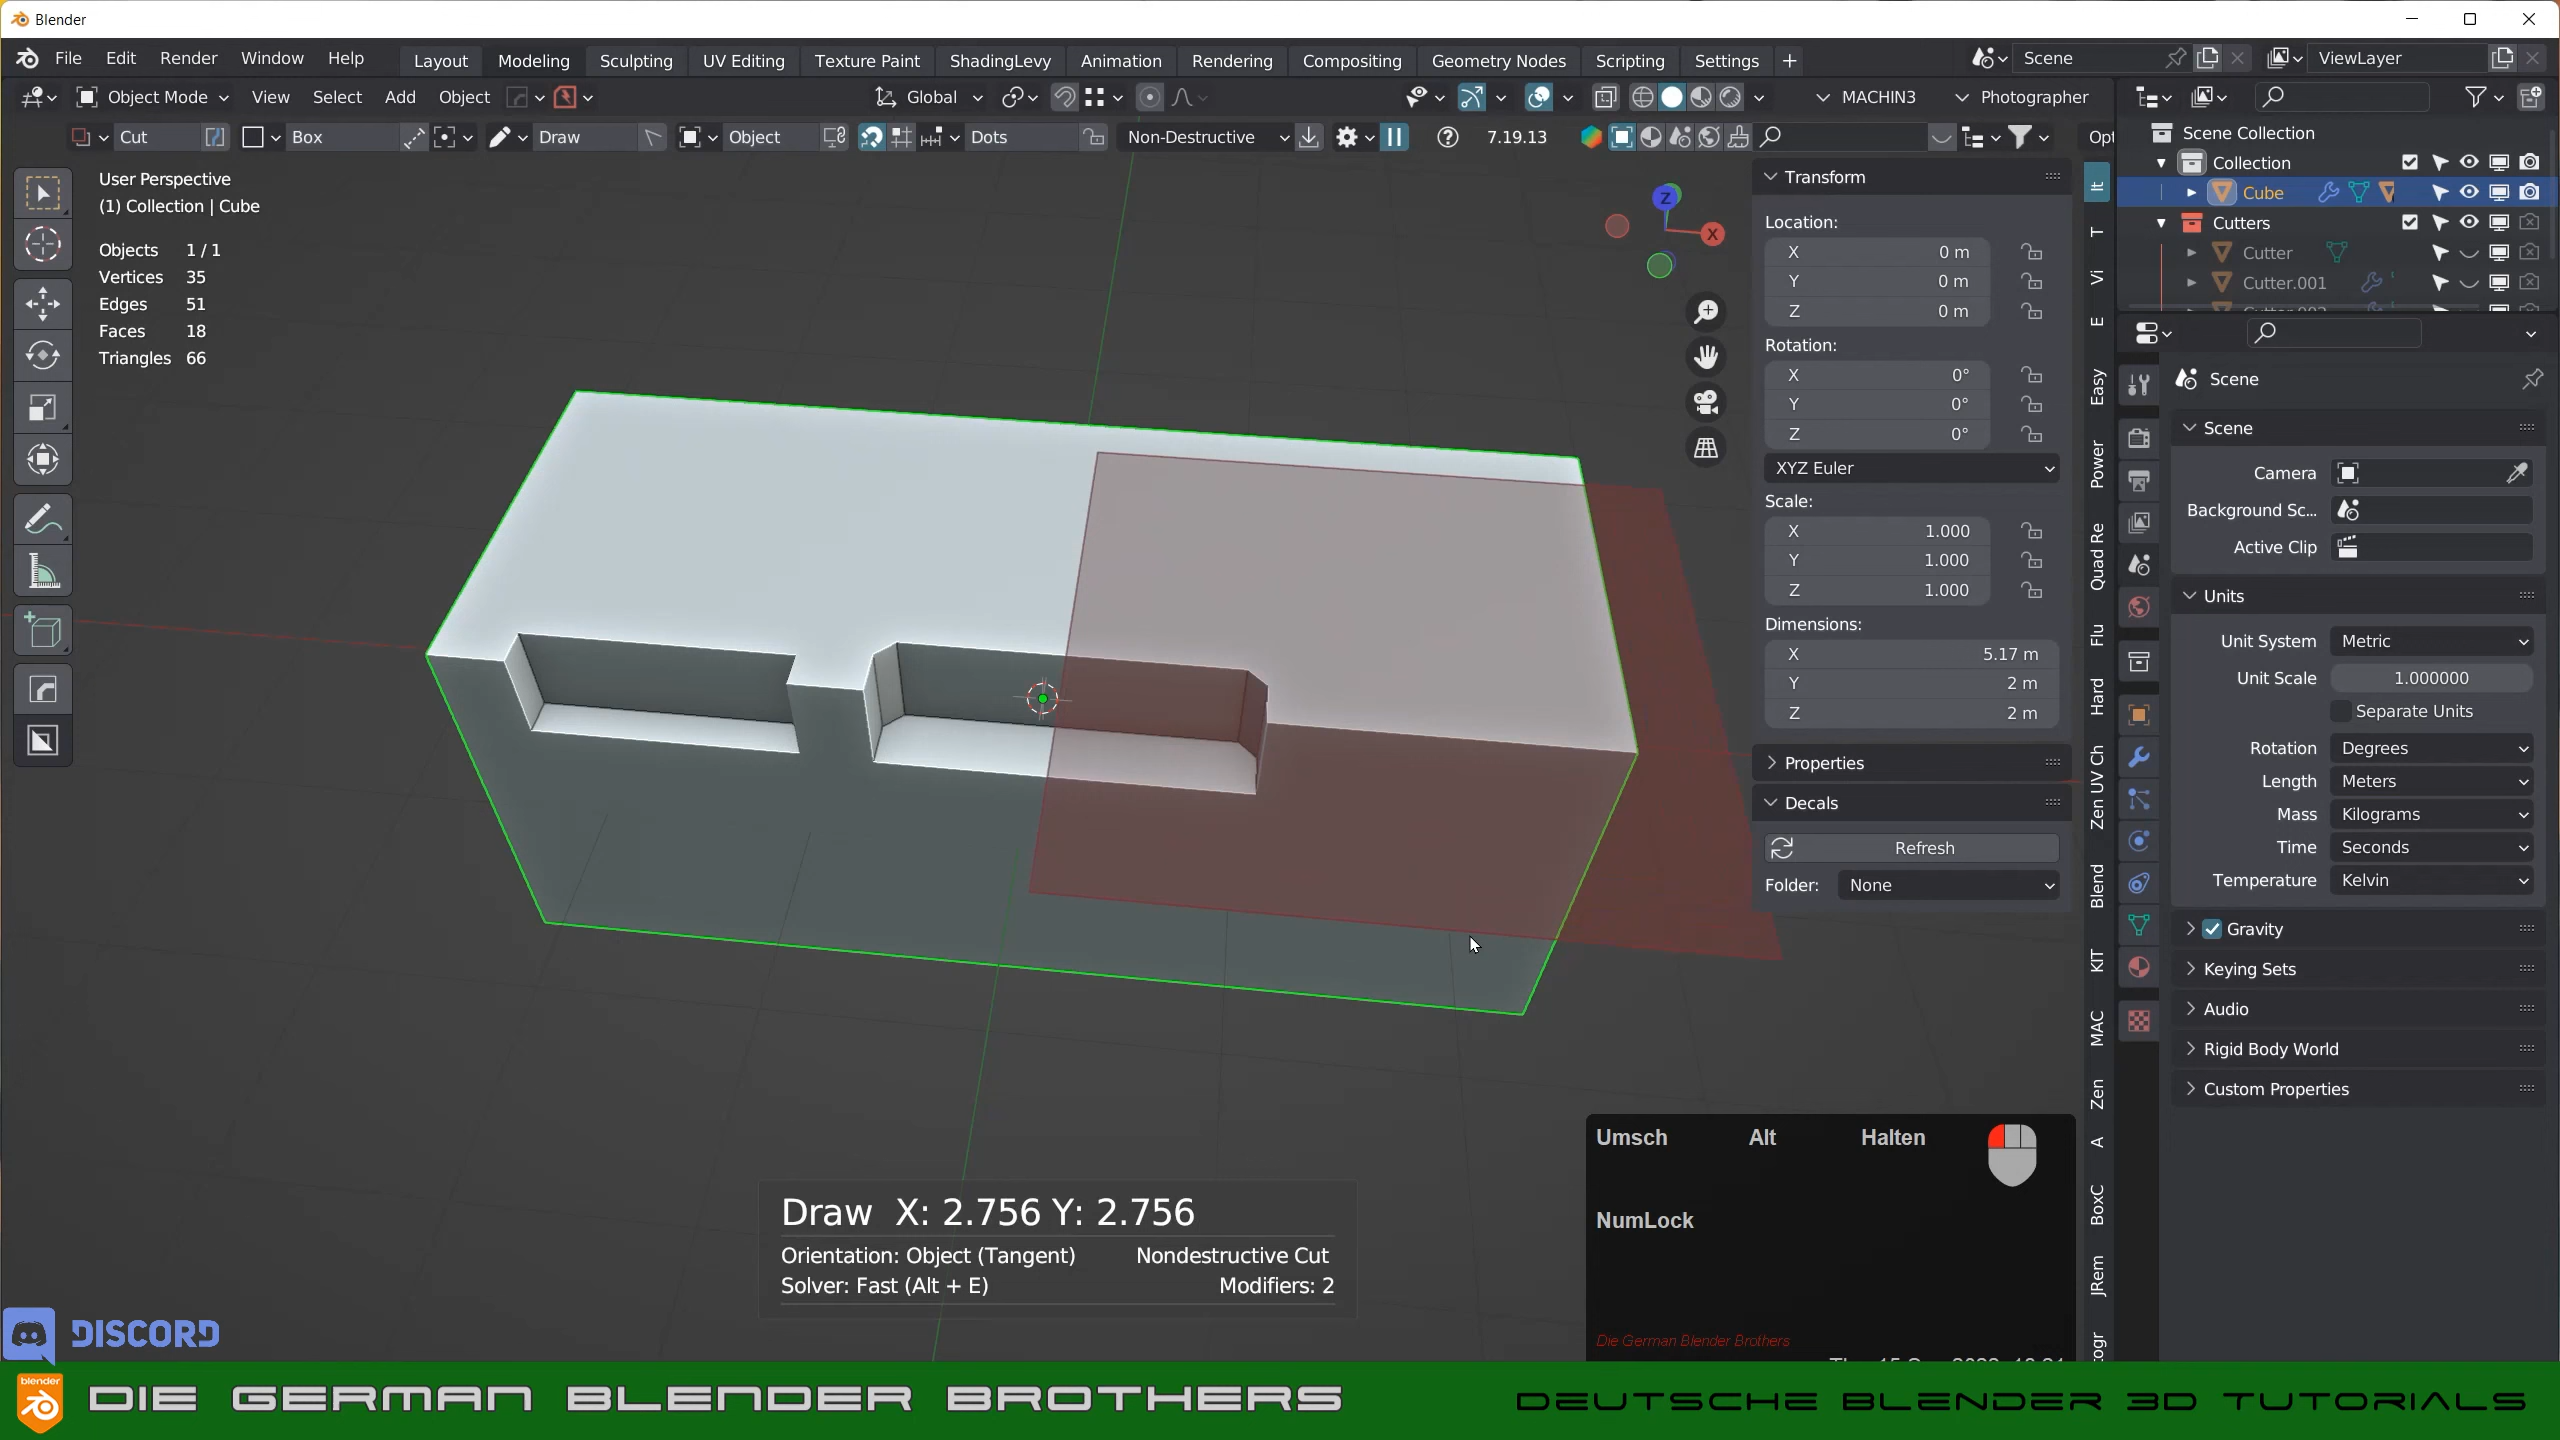 Blender
File Edit Render Window Help Layout Modeling Sculpting UV Editing Texture Paint ShadingLevy Animation Rendering Compositing Geometry Nodes Scripting Settings + Scene ViewLayer
Object Mode View Select Add Object Global MACHIN3 Photographer
Cut Box Draw Object Dots Non-Destructive 7.19.13 Opt
User Perspective
(1) Collection | Cube
Objects 1 / 1
Vertices 35
Edges 51
Faces 18
Triangles 66
Z
X
Transform
Location:
X 0 m
Y 0 m
Z 0 m
Rotation:
X 0°
Y 0°
Z 0°
XYZ Euler
Scale:
X 1.000
Y 1.000
Z 1.000
Dimensions:
X 5.17 m
Y 2 m
Z 2 m
Properties
Decals
Refresh
Folder: None
It
T
Vi
E
Easy
Power
Quad Re
Flu
Hard
Zen UV Ch
Blend
KIT
MAC
Zen
A
BoxC
JRem
togr
Scene Collection
Collection
Cube
Cutters
Cutter
Cutter.001
Scene
Scene
Camera
Background Sc...
Active Clip
Units
Unit System Metric
Unit Scale 1.000000
Separate Units
Rotation Degrees
Length Meters
Mass Kilograms
Time Seconds
Temperature Kelvin
Gravity
Keying Sets
Audio
Rigid Body World
Custom Properties
Umsch Alt Halten
NumLock
Die German Blender Brothers
Draw X: 2.756 Y: 2.756
Orientation: Object (Tangent) Nondestructive Cut
Solver: Fast (Alt + E) Modifiers: 2
DISCORD
blender
DIE GERMAN BLENDER BROTHERS
DEUTSCHE BLENDER 3D TUTORIALS